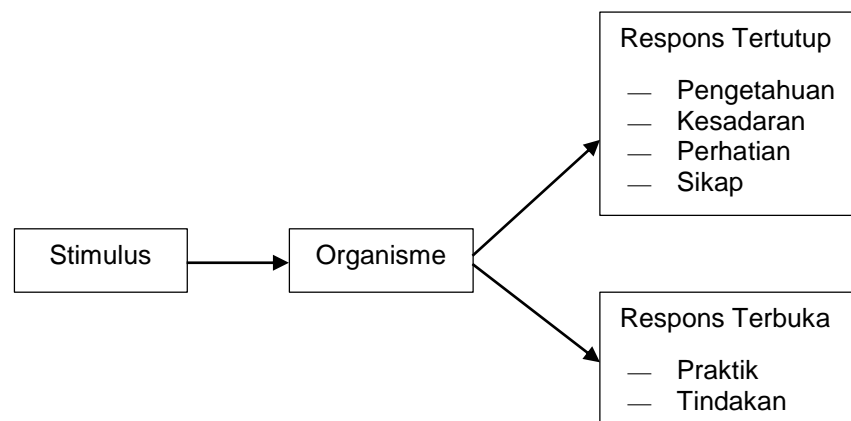 Respons Tertutup
— Pengetahuan
— Kesadaran
— Perhatian
— Sikap
Stimulus
Organisme
Respons Terbuka
— Praktik
— Tindakan